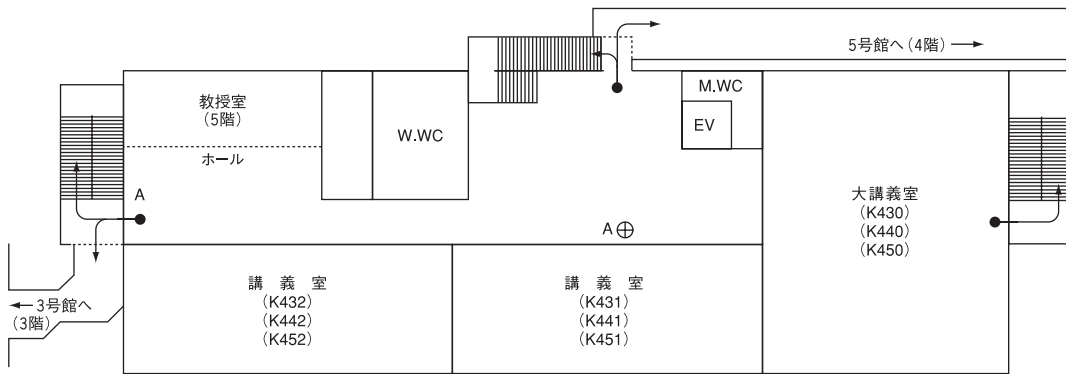 5号館へ(4階)
教授室
(5階)
ホール
W.WC
M.WC
EV
A
A
大講義室
(K430)
(K440)
(K450)
講義室
(K432)
(K442)
(K452)
講義室
(K431)
(K441)
(K451)
3号館へ
(3階)